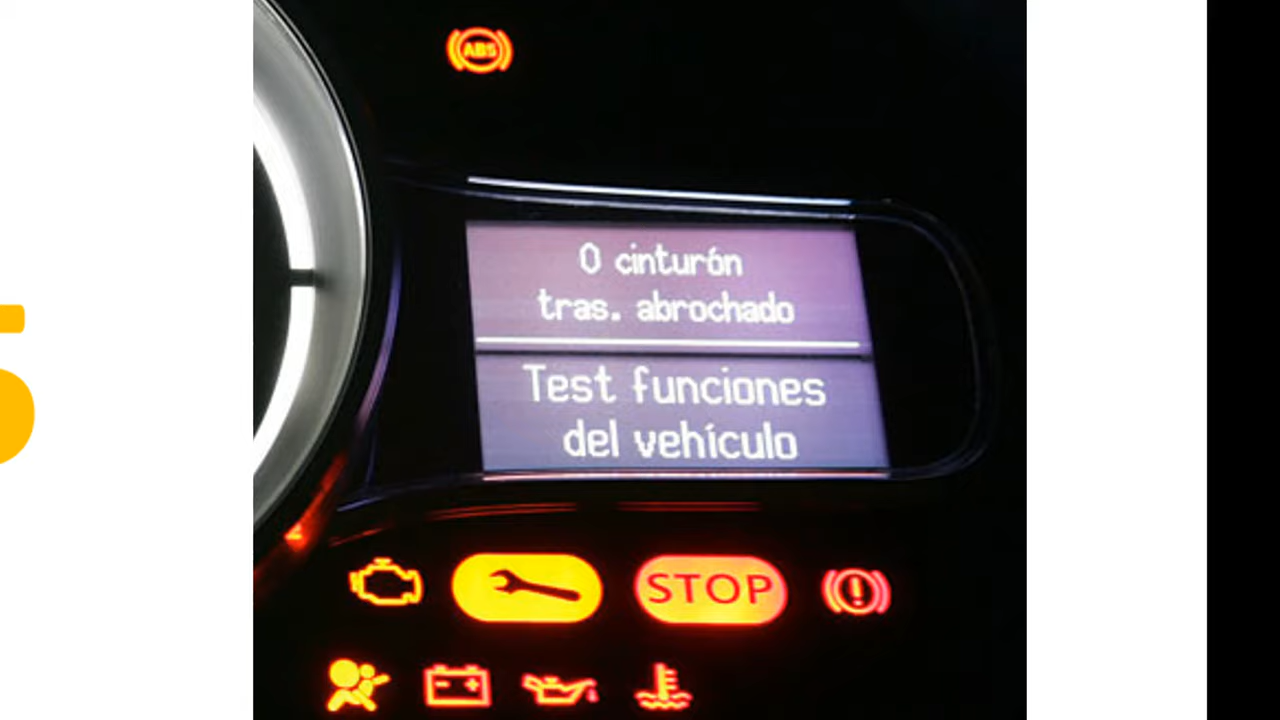 ABS
0 cinturón
tras. abrochado
Test funciones
del vehículo
STOP